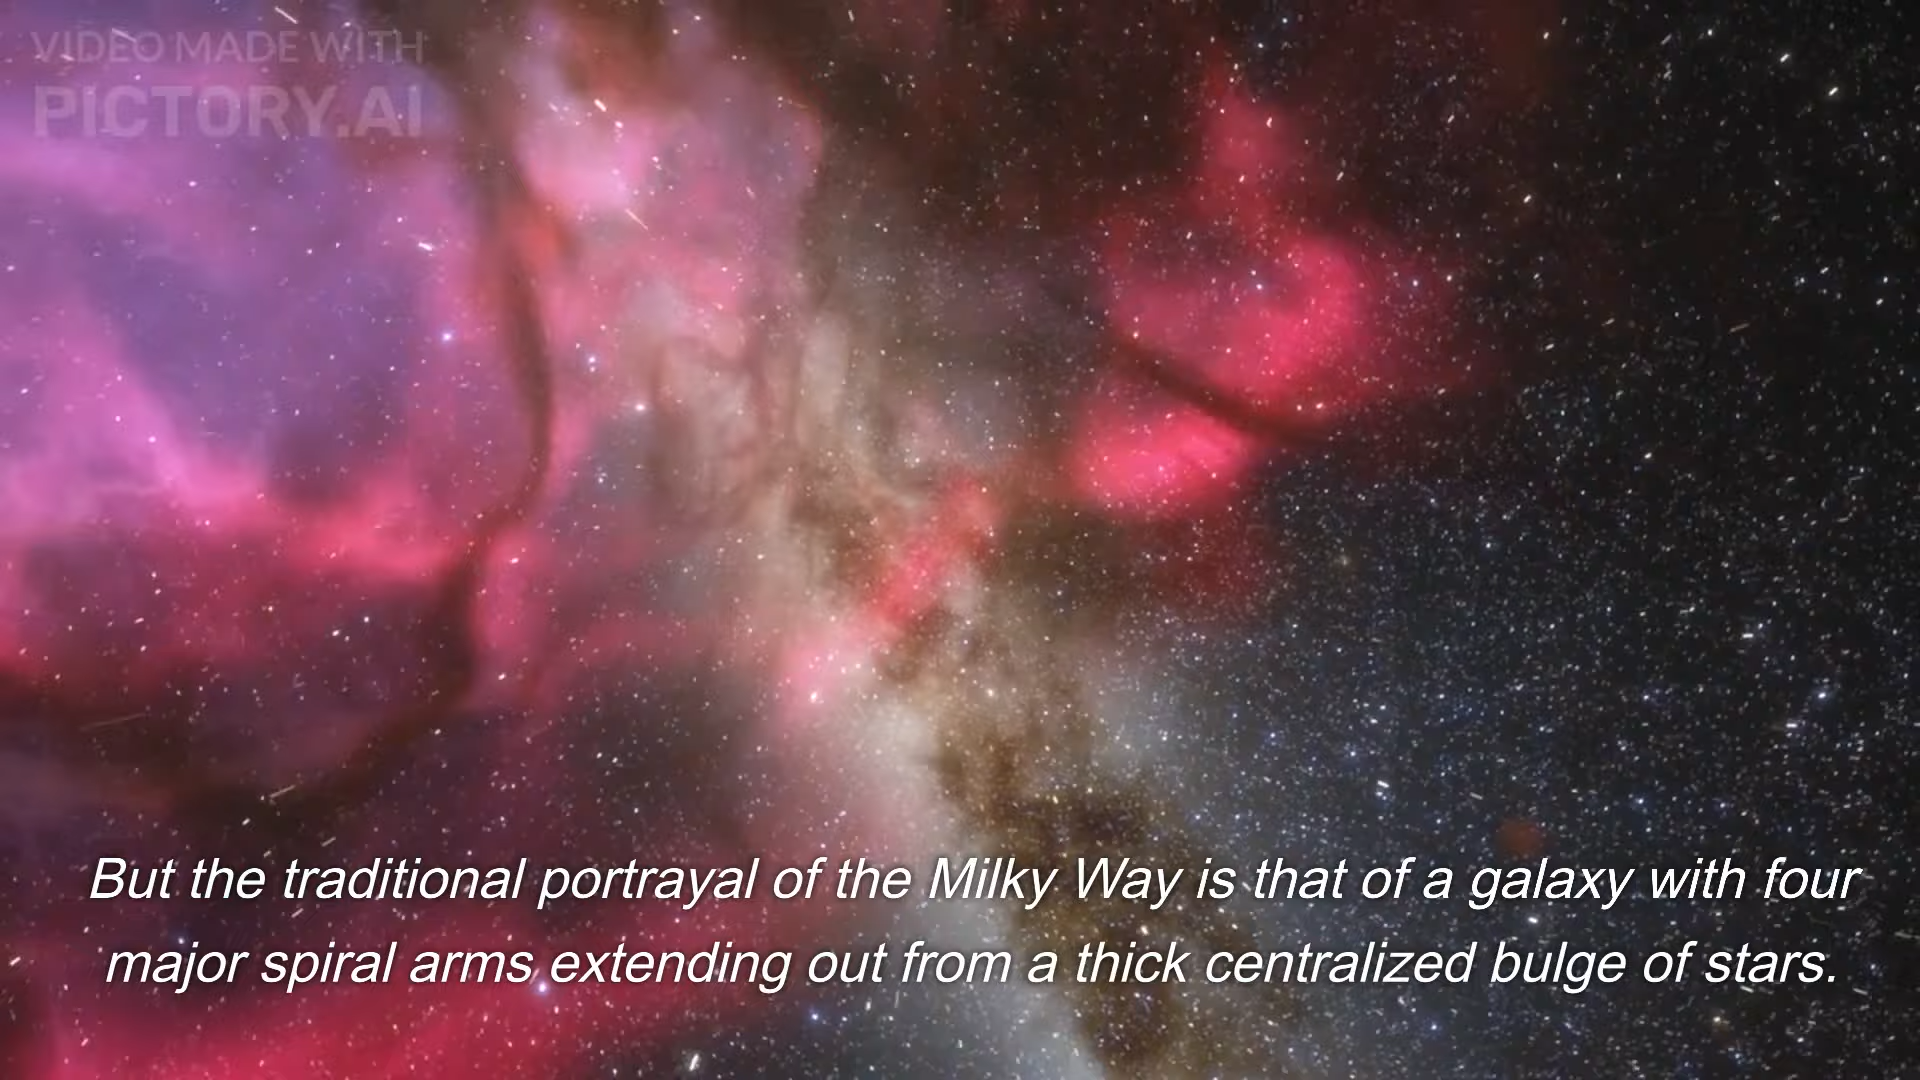 VIDEO MADE WITH
PICTORY.AI
But the traditional portrayal of the Milky Way is that of a galaxy with four
major spiral arms extending out from a thick centralized bulge of stars.